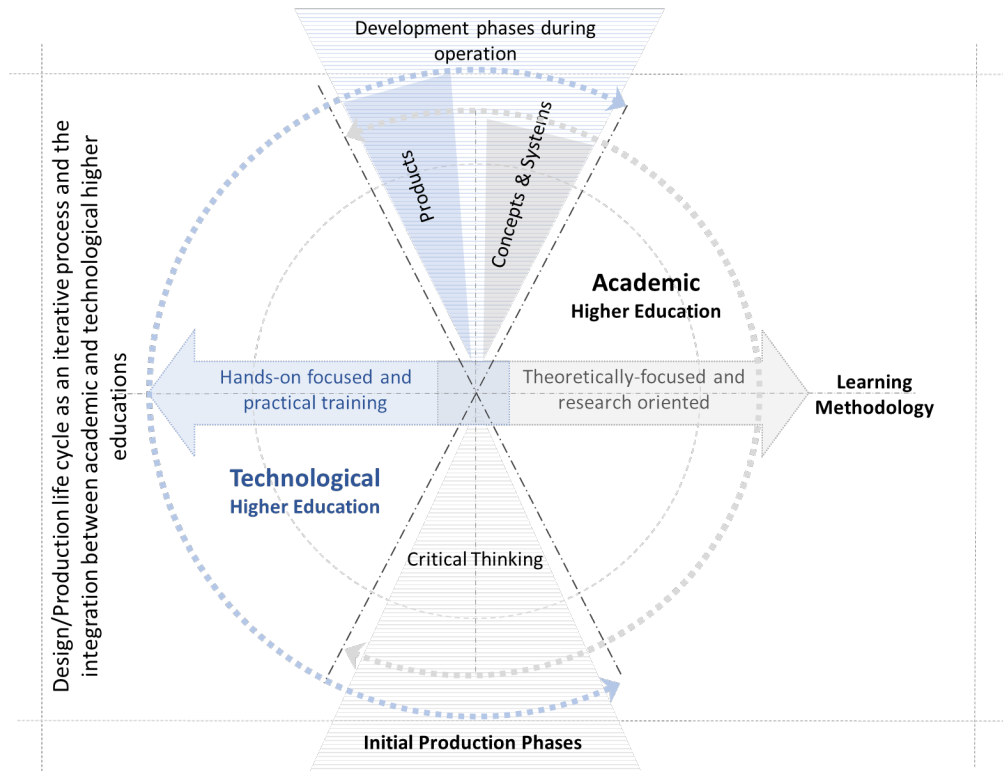 Development phases during
operation
Products
Concepts & Systems
Design/Production life cycle as an iterative process and the
integration between academic and technological higher
educations
Academic
Higher Education
Hands-on focused and
practical training
Theoretically-focused and
research oriented
Learning
Methodology
Technological
Higher Education
Critical Thinking
Initial Production Phases